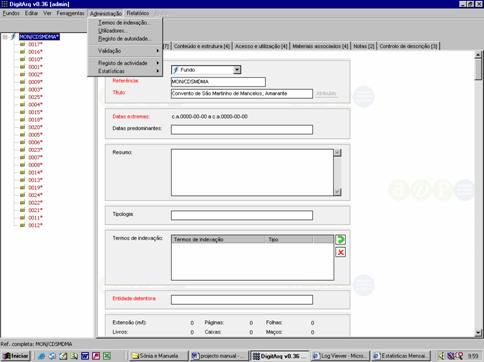 DigitArq v0.36 [admin]
Fundos Editar Ver Ferramentas Administração Relatórios
Termos de indexação...
Utilizadores...
Registo de autoridade...
Validação
Registo de actividade
Estatísticas
Conteúdo e estrutura [4] Acesso e utilização [4] Materiais associados [4] Notas [2] Controlo de descrição [3]
MON/CDSMDMA*
0017*
0016*
0015*
0001*
0002*
0003*
0004*
0014*
0018*
0020*
0005*
0006*
0023*
0007*
0008*
0014*
0013*
0019*
0024*
0022*
0021*
0011*
0012*
Fundo
Referência: MON/CDSMDMA
Título: Convento de São Martinho de Mancelos, Amarante Atributos
Datas extremas: c.a.0000-00-00 a c.a.0000-00-00
Datas predominantes:
Resumo:
Tipologia:
Termos de indexação: Termos de indexação Tipo
Entidade detentora:
Extensão (m/l): 0 Páginas: 0 Folhas: 0
Livros: 0 Caixas: 0 Maços: 0
Ref. completa: MON/CDSMDMA
Iniciar Sónia e Manuela projecto manual - ... DigitArq v0.36 ... Log Viewer - Micros... Estatísticas Mensai... 9:59